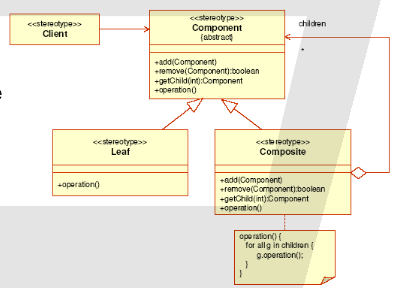 <<stereotype>>
Client
<<stereotype>>
Component
{abstract}
+add(Component)
+remove(Component):boolean
+getChild(int):Component
+operation()
children
*
e
<<stereotype>>
Leaf
+operation()
<<stereotype>>
Composite
+add(Component)
+remove(Component):boolean
+getChild(int):Component
+operation()
operation() {
for all g in children {
g.operation();
}
}